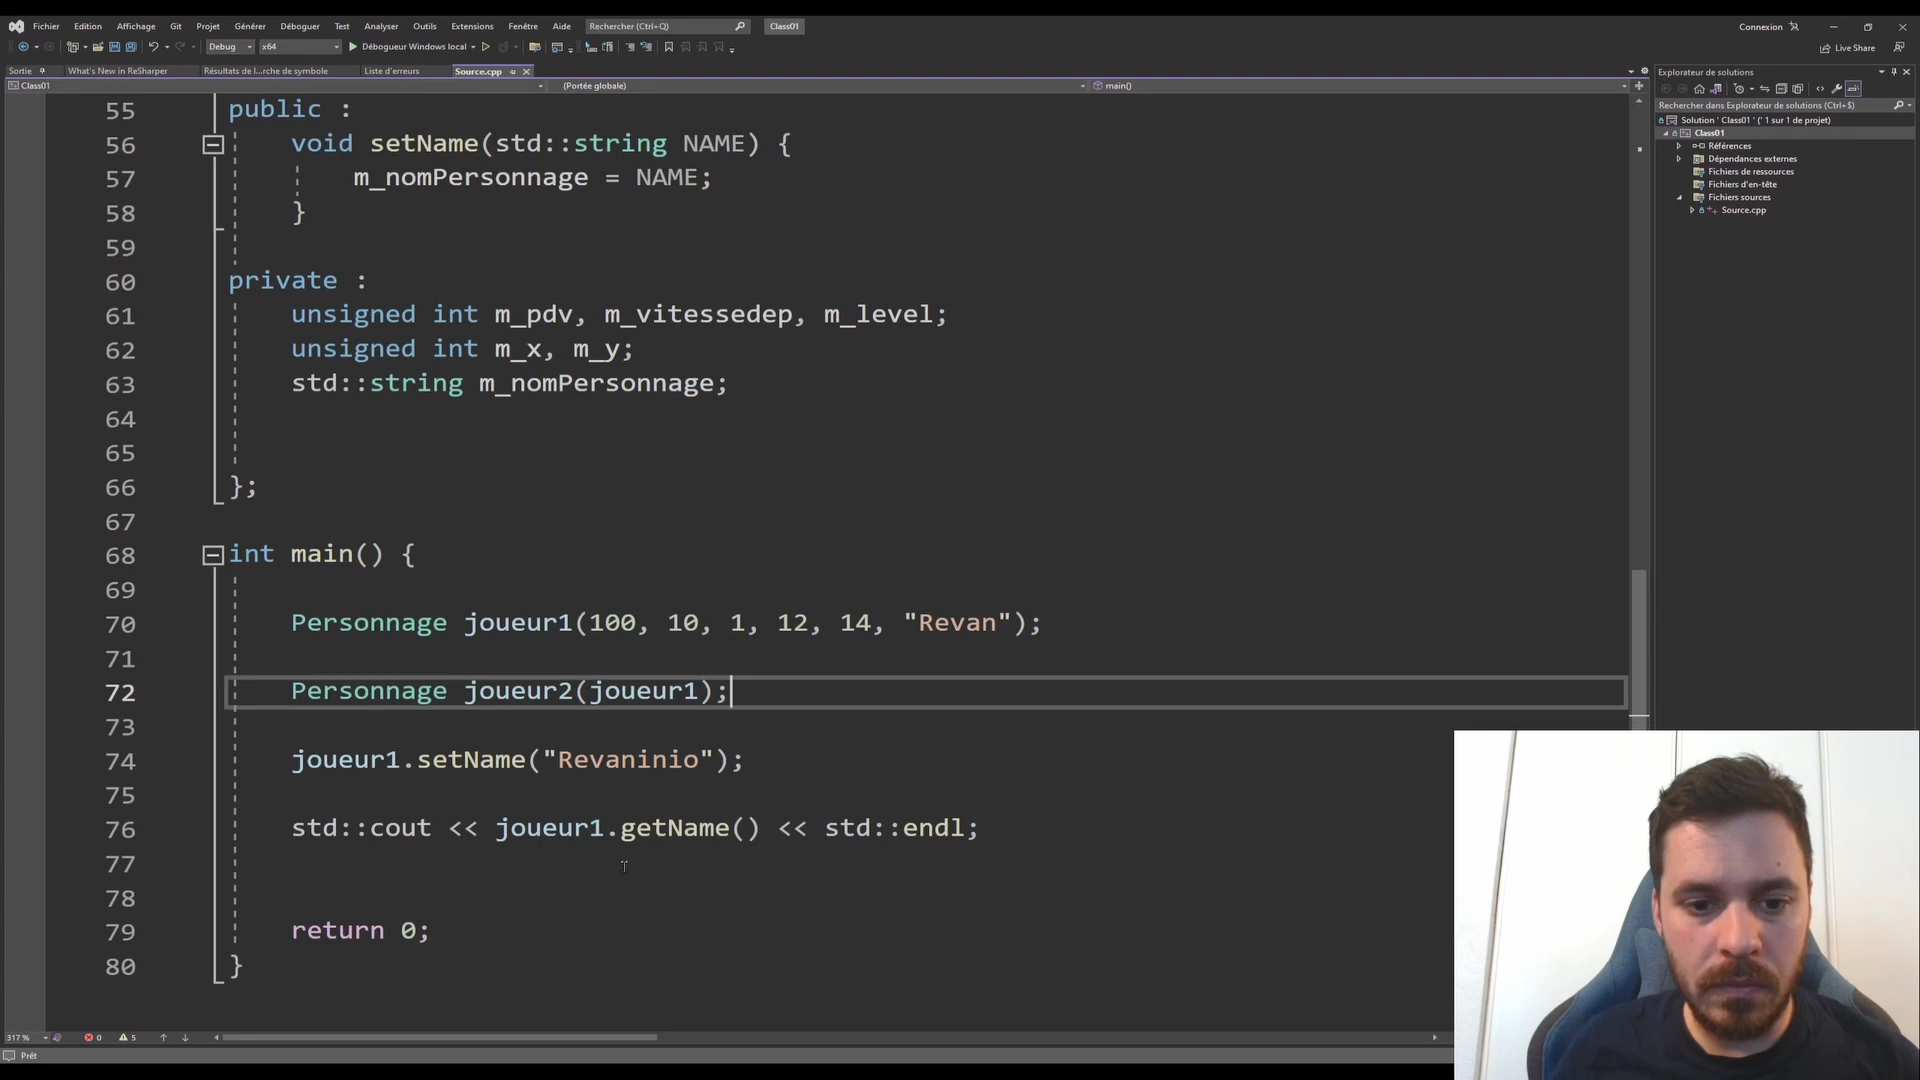 Fichier Edition Affichage Git Projet Générer Déboguer Test Analyser Outils Extensions Fenêtre Aide Rechercher (Ctrl+Q) Class01 Connexion
Debug x64 Débogueur Windows local Live Share
Sortie What's New in ReSharper Résultats de l...rche de symbole Liste d'erreurs Source.cpp
Class01 (Portée globale) main()
55 public :
56 void setName(std::string NAME) {
57 m_nomPersonnage = NAME;
58 }
59
60 private :
61 unsigned int m_pdv, m_vitessedep, m_level;
62 unsigned int m_x, m_y;
63 std::string m_nomPersonnage;
64
65
66 };
67
68 int main() {
69
70 Personnage joueur1(100, 10, 1, 12, 14, "Revan");
71
72 Personnage joueur2(joueur1);
73
74 joueur1.setName("Revaninio");
75
76 std::cout << joueur1.getName() << std::endl;
77
78
79 return 0;
80 }
317 % 0 5
Prêt
Explorateur de solutions
Rechercher dans Explorateur de solutions (Ctrl+$)
Solution ' Class01 ' (' 1 sur 1 de projet)
Class01
Références
Dépendances externes
Fichiers de ressources
Fichiers d'en-tête
Fichiers sources
Source.cpp